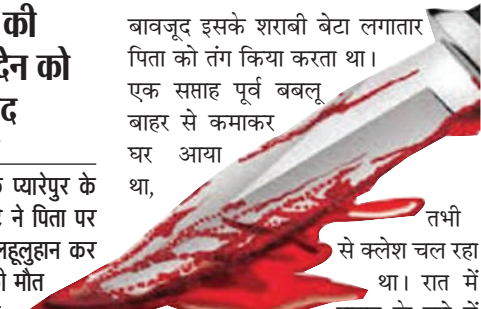 की
देन को
द
प्यारेपुर के
ने पिता पर
लहूलुहान कर
मौत
बावजूद इसके शराबी बेटा लगातार
पिता को तंग किया करता था।
एक सप्ताह पूर्व बबलू
बाहर से कमाकर
घर आया
था,
तभी
से क्लेश चल रहा
था। रात में